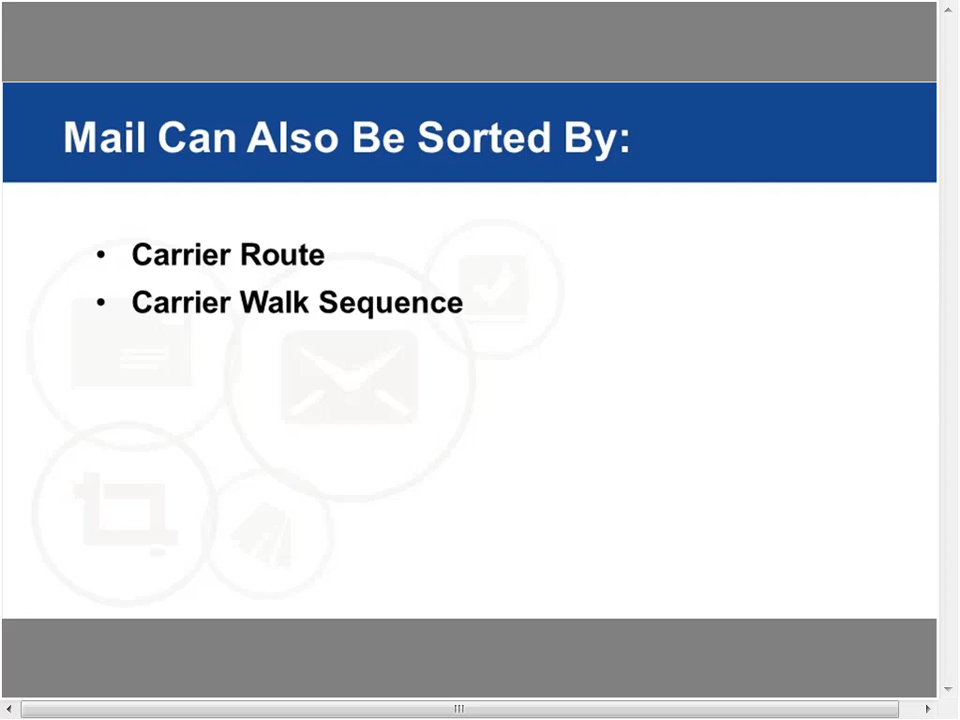 Mail Can Also Be Sorted By:
• Carrier Route
• Carrier Walk Sequence